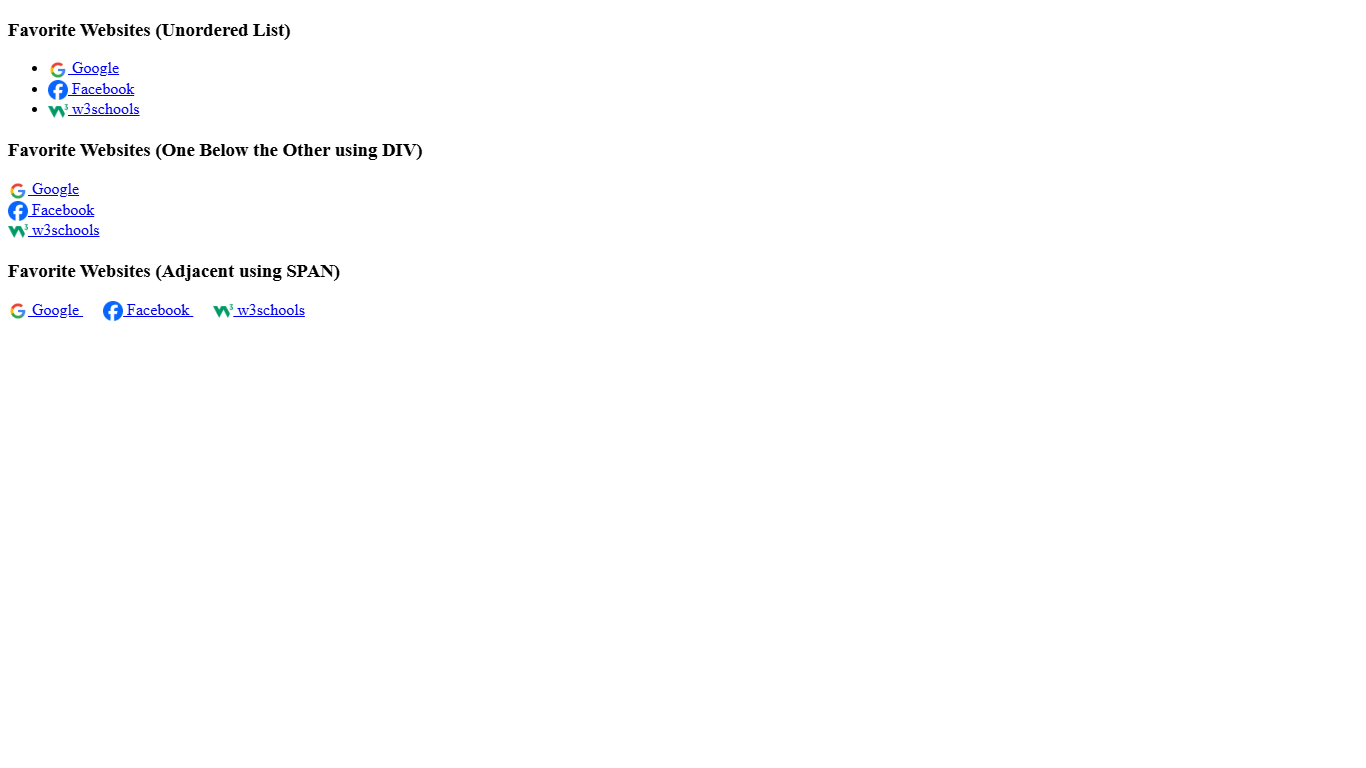 Favorite Websites (Unordered List)
Google
Facebook
w3schools
Favorite Websites (One Below the Other using DIV)
Google
Facebook
w3schools
Favorite Websites (Adjacent using SPAN)
Google Facebook w3schools